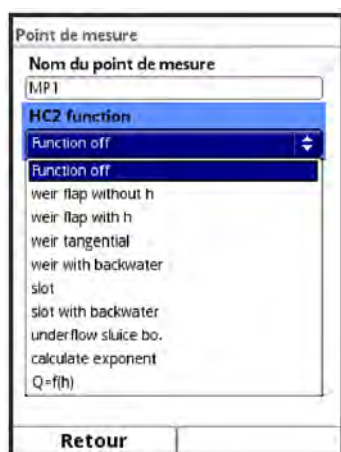 Point de mesure
Nom du point de mesure
MP1
HC2 function
Function off
Function off
weir flap without h
weir flap with h
weir tangential
weir with backwater
slot
slot with backwater
underflow sluice bo.
calculate exponent
Q=f(h)
Retour